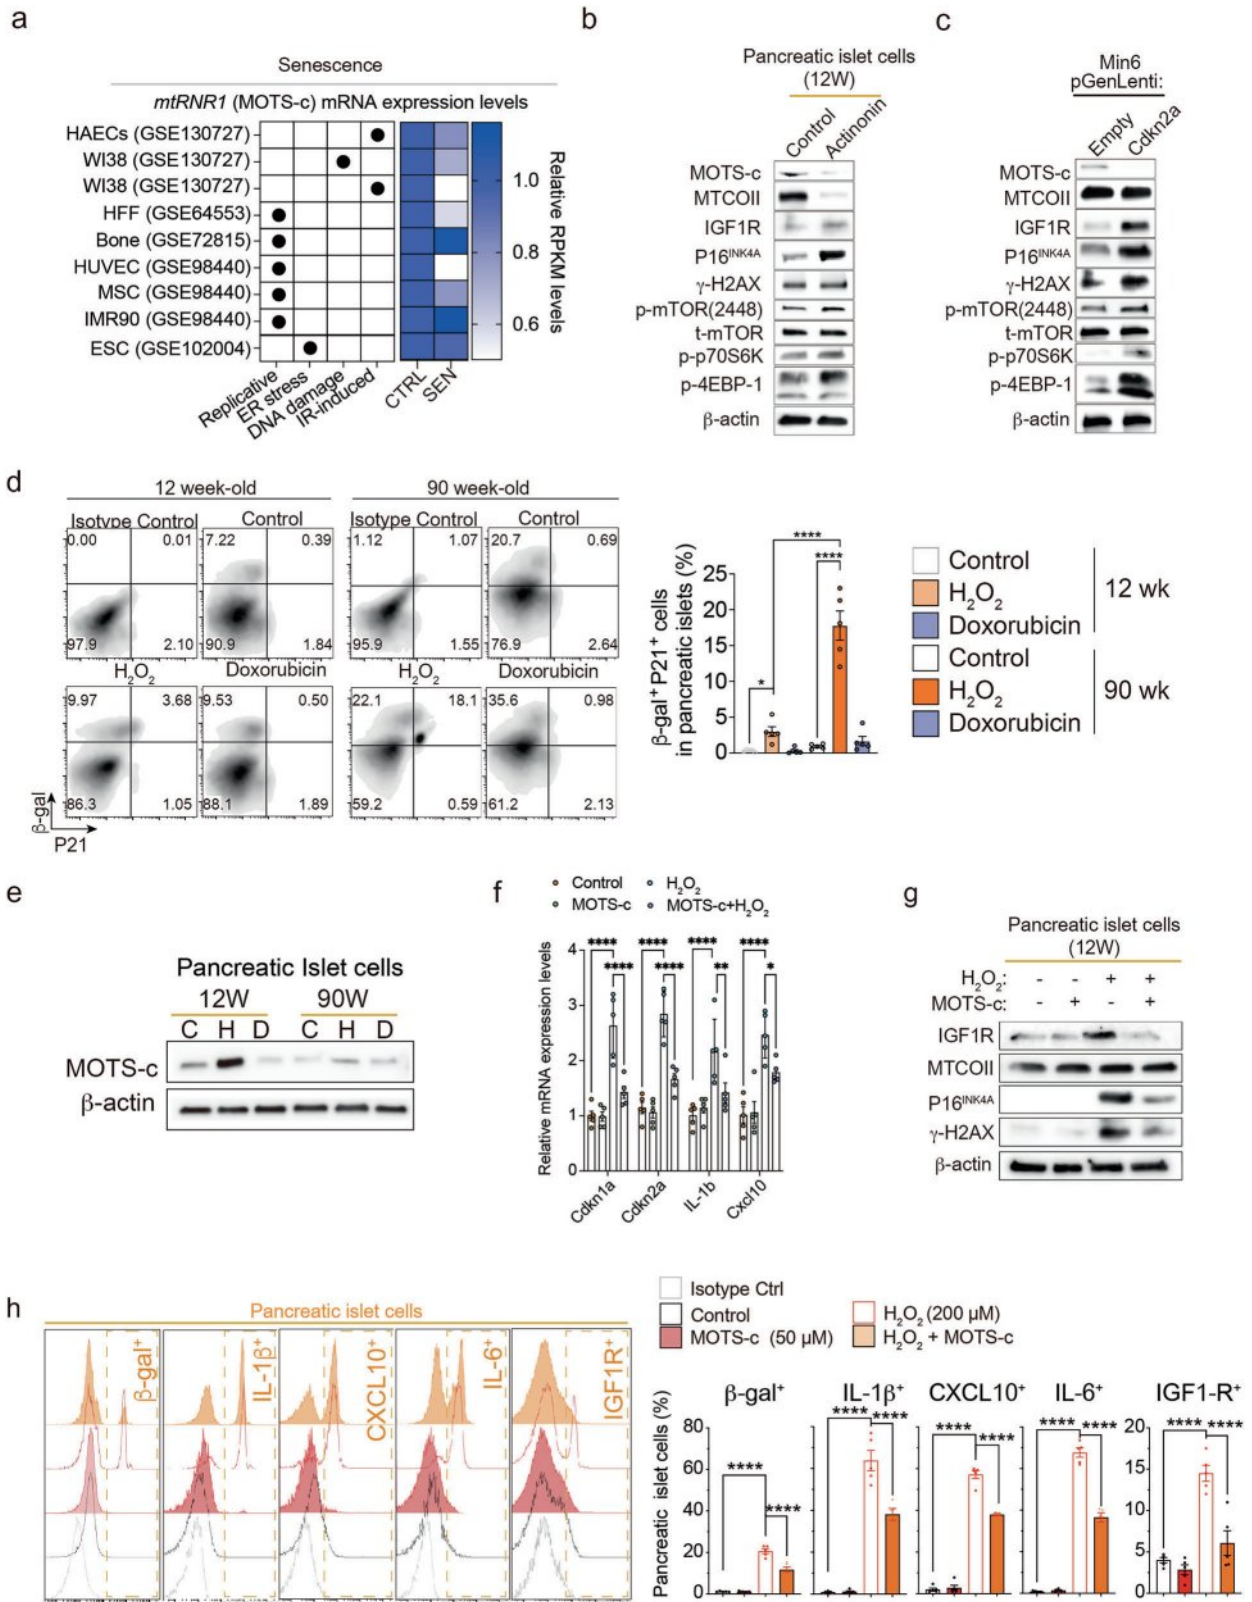 a
Senescence
mtRNR1 (MOTS-c) mRNA expression levels
HAECs (GSE130727)
WI38 (GSE130727)
WI38 (GSE130727)
HFF (GSE64553)
Bone (GSE72815)
HUVEC (GSE98440)
MSC (GSE98440)
IMR90 (GSE98440)
ESC (GSE102004)
Replicative
ER stress
DNA damage
IR-induced
CTRL
SEN
1.0
0.8
0.6
Relative RPKM levels
b
Pancreatic islet cells
(12W)
Control
Actinonin
MOTS-c
MTCOII
IGF1R
P16INK4A
γ-H2AX
p-mTOR(2448)
t-mTOR
p-p70S6K
p-4EBP-1
β-actin
c
Min6
pGenLenti:
Empty
Cdkn2a
MOTS-c
MTCOII
IGF1R
P16INK4A
γ-H2AX
p-mTOR(2448)
t-mTOR
p-p70S6K
p-4EBP-1
β-actin
d
12 week-old
90 week-old
Isotype Control
Control
Isotype Control
Control
0.00 0.01
7.22 0.39
1.12 1.07
20.7 0.69
97.9 2.10
90.9 1.84
95.9 1.55
76.9 2.64
H2O2
Doxorubicin
H2O2
Doxorubicin
9.97 3.68
9.53 0.50
22.1 18.1
35.6 0.98
86.3 1.05
88.1 1.89
59.2 0.59
61.2 2.13
β-gal
P21
β-gal+ P21+ cells
in pancreatic islets (%)
25
20
15
10
5
0
*
****
****
Control
H2O2
Doxorubicin
12 wk
Control
H2O2
Doxorubicin
90 wk
e
Pancreatic Islet cells
12W 90W
C H D C H D
MOTS-c
β-actin
f
Control
H2O2
MOTS-c
MOTS-c+H2O2
Relative mRNA expression levels
4
3
2
1
0
**** **** **** ****
**** **** ** *
Cdkn1a
Cdkn2a
IL-1b
Cxcl10
g
Pancreatic islet cells
(12W)
H2O2: - - + +
MOTS-c: - + - +
IGF1R
MTCOII
P16INK4A
γ-H2AX
β-actin
h
Pancreatic islet cells
β-gal+
IL-1β+
CXCL10+
IL-6+
IGF1R+
Isotype Ctrl
Control
MOTS-c (50 μM)
H2O2 (200 μM)
H2O2 + MOTS-c
Pancreatic islet cells (%)
β-gal+
IL-1β+
CXCL10+
IL-6+
IGF1-R+
80
60
40
20
0
20
15
10
5
0
**** ****
**** ****
**** ****
**** ****
**** ****